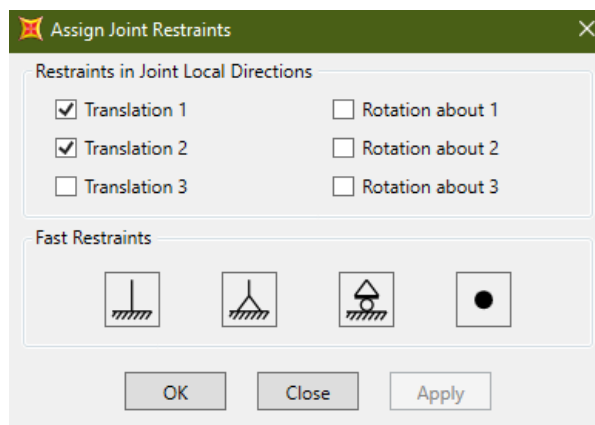 Assign Joint Restraints
Restraints in Joint Local Directions
Translation 1
Rotation about 1
Translation 2
Rotation about 2
Translation 3
Rotation about 3
Fast Restraints
OK
Close
Apply